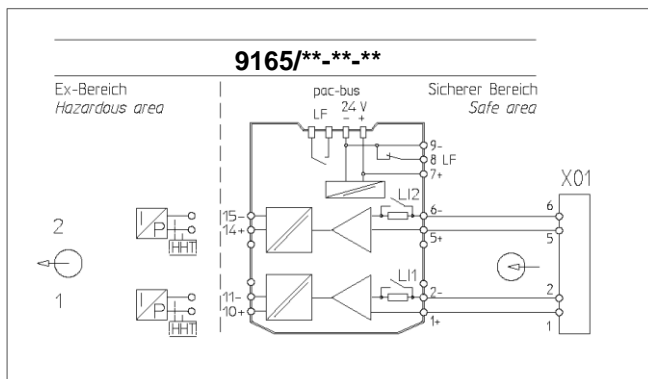 9165/**-**-**
Ex-Bereich
Hazardous area
pac-bus
Sicherer Bereich
Safe area
LF
24 V
- +
9-
8 LF
7+
X01
LI2
15-
14+
6-
5+
6
5
I
P
HHT
2
1
LI1
11-
10+
2-
1+
2
1
I
P
HHT